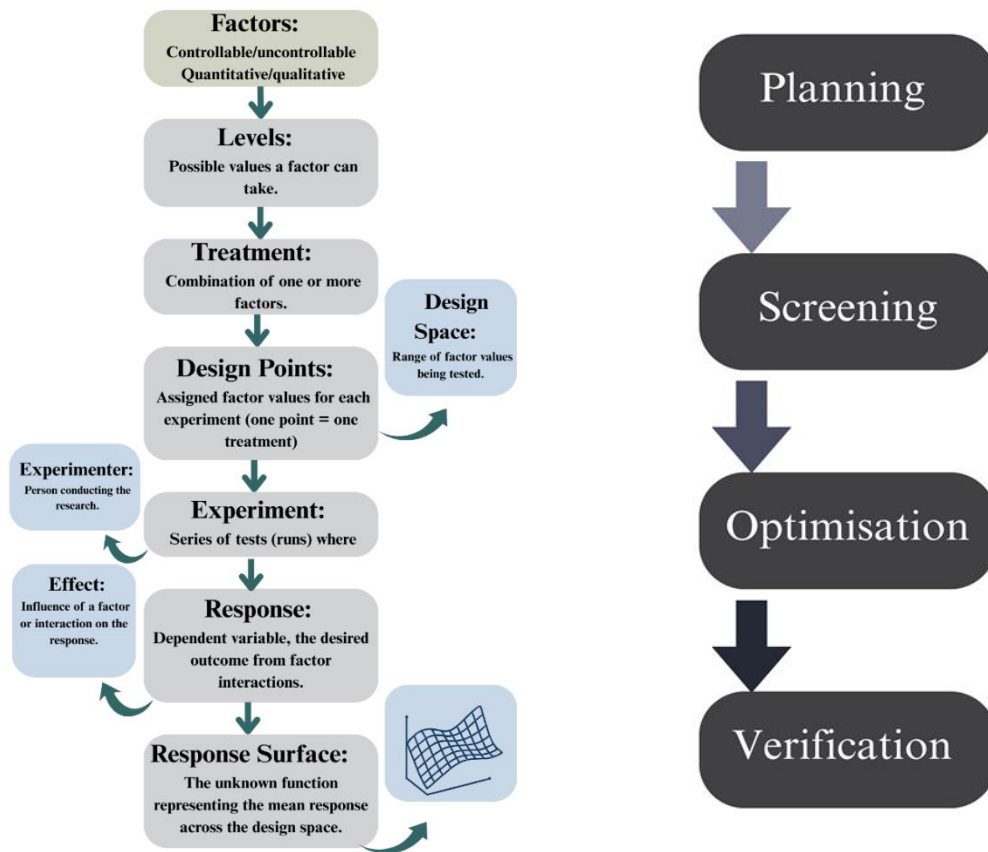 Factors:
Controllable/uncontrollable
Quantitative/qualitative
Levels:
Possible values a factor can
take.
Treatment:
Combination of one or more
factors.
Design
Space:
Range of factor values
being tested.
Design Points:
Assigned factor values for each
experiment (one point = one
treatment)
Experimenter:
Person conducting the
research.
Experiment:
Series of tests (runs) where
Effect:
Influence of a factor
or interaction on the
response.
Response:
Dependent variable, the desired
outcome from factor
interactions.
Response Surface:
The unknown function
representing the mean response
across the design space.
Planning
Screening
Optimisation
Verification